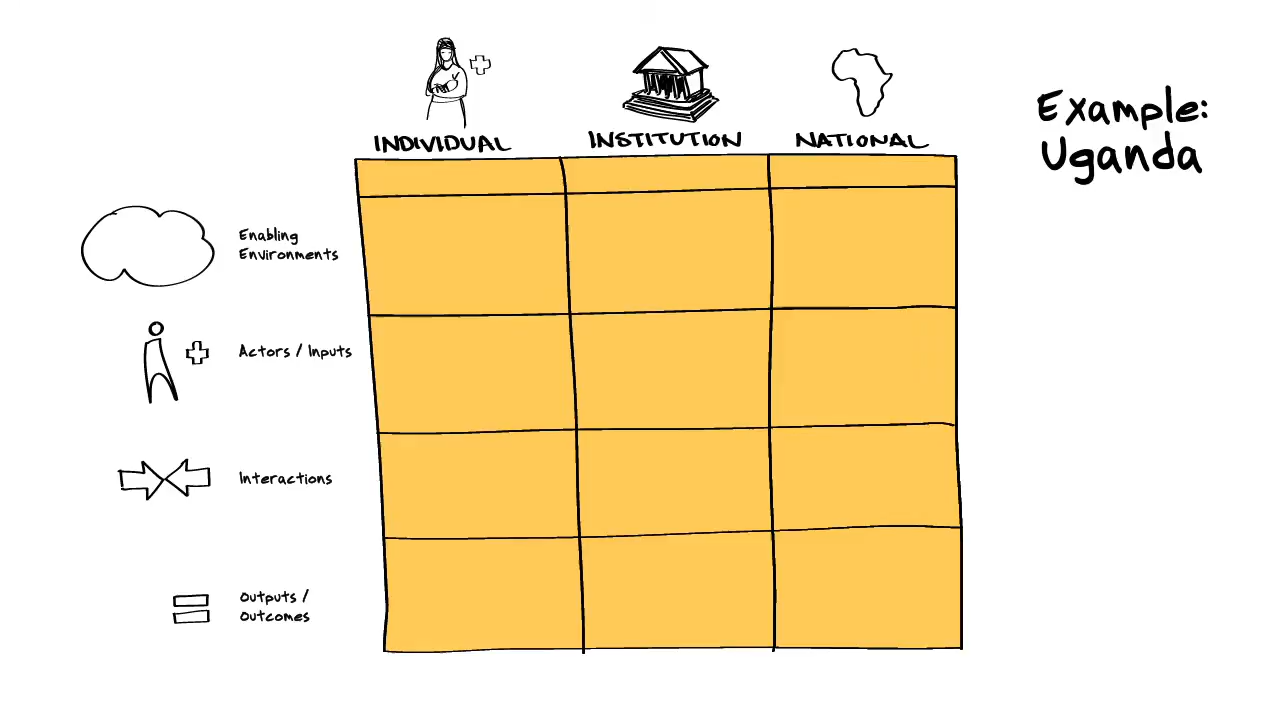 INDIVIDUAL
INSTITUTION
NATIONAL
Example:
Uganda
Enabling
Environments
Actors / Inputs
Interactions
Outputs /
Outcomes